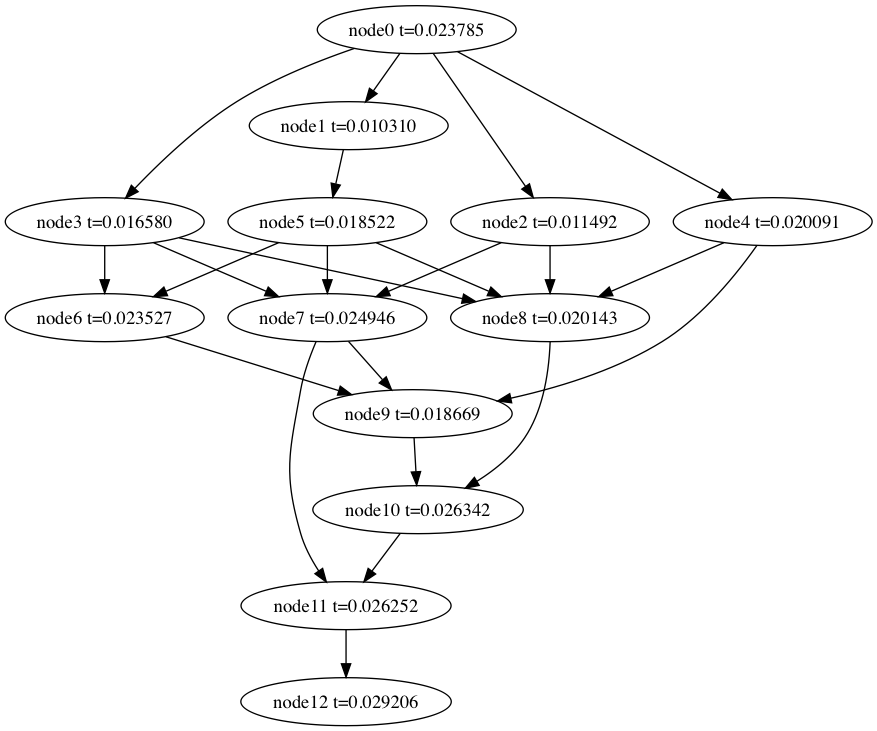 node0 t=0.023785
node1 t=0.010310
node3 t=0.016580
node5 t=0.018522
node2 t=0.011492
node4 t=0.020091
node6 t=0.023527
node7 t=0.024946
node8 t=0.020143
node9 t=0.018669
node10 t=0.026342
node11 t=0.026252
node12 t=0.029206